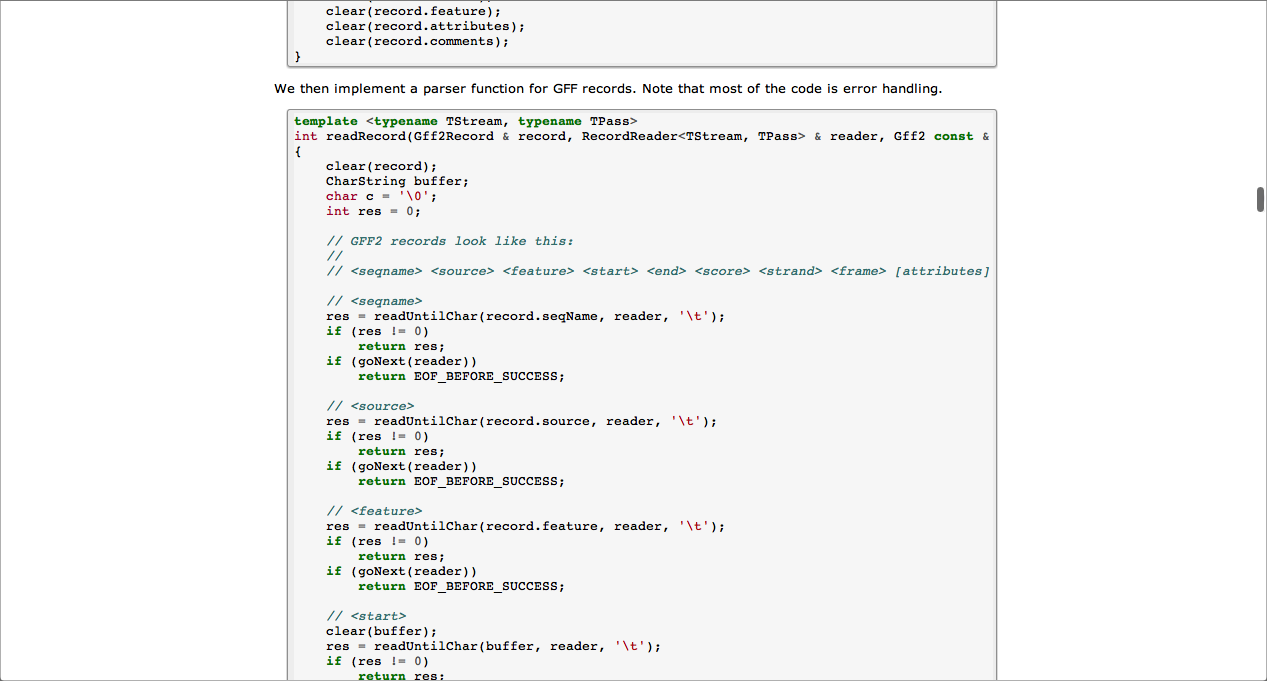 clear(record.feature);
clear(record.attributes);
clear(record.comments);
}
We then implement a parser function for GFF records. Note that most of the code is error handling.
template <typename TStream, typename TPass>
int readRecord(Gff2Record & record, RecordReader<TStream, TPass> & reader, Gff2 const &
{
clear(record);
CharString buffer;
char c = '\0';
int res = 0;
// GFF2 records look like this:
//
// <seqname> <source> <feature> <start> <end> <score> <strand> <frame> [attributes]
// <seqname>
res = readUntilChar(record.seqName, reader, '\t');
if (res != 0)
return res;
if (goNext(reader))
return EOF_BEFORE_SUCCESS;
// <source>
res = readUntilChar(record.source, reader, '\t');
if (res != 0)
return res;
if (goNext(reader))
return EOF_BEFORE_SUCCESS;
// <feature>
res = readUntilChar(record.feature, reader, '\t');
if (res != 0)
return res;
if (goNext(reader))
return EOF_BEFORE_SUCCESS;
// <start>
clear(buffer);
res = readUntilChar(buffer, reader, '\t');
if (res != 0)
return res;